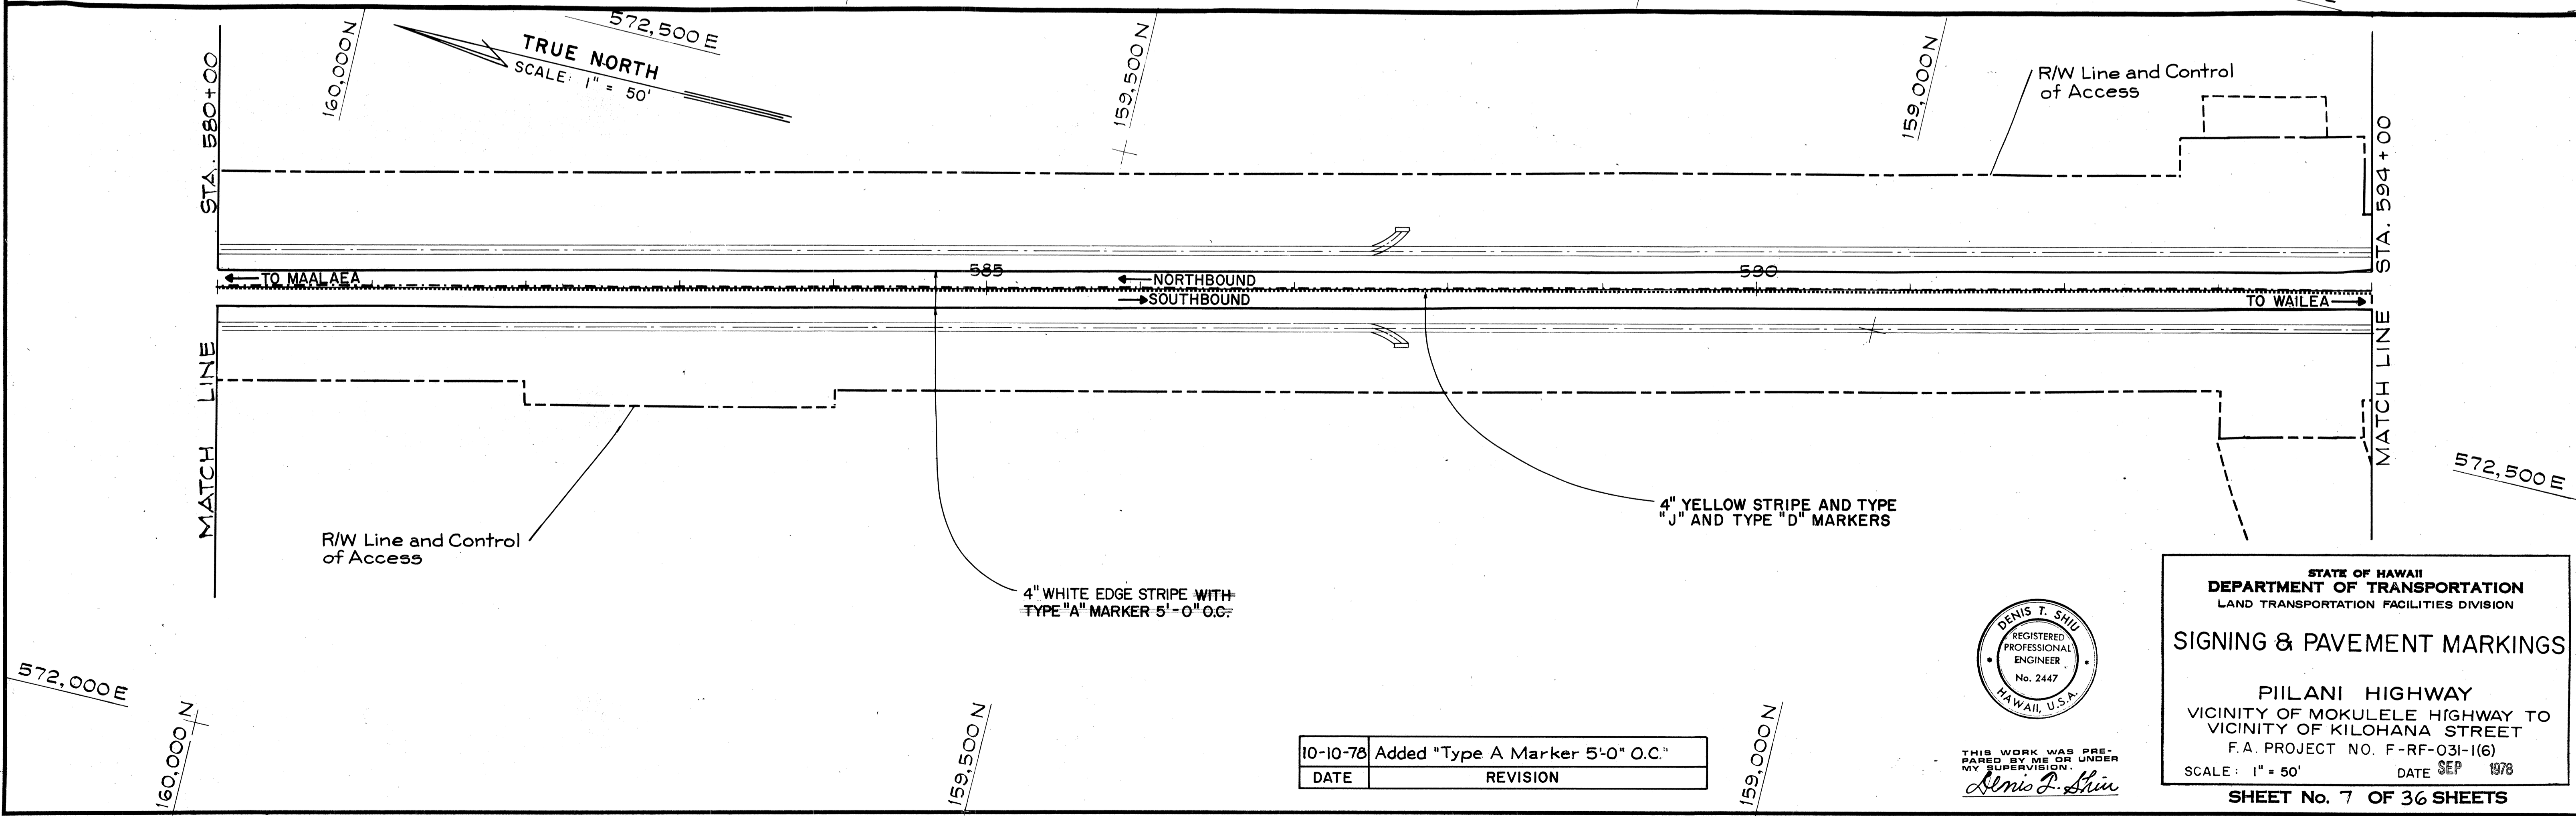 160,000 N
572,500 E
TRUE NORTH
SCALE: 1" = 50'
159,500 N
159,000 N
R/W Line and Control
of Access
STA. 580+00
MATCH LINE
STA. 594+00
MATCH LINE
TO MAALAEA
585
NORTHBOUND
SOUTHBOUND
590
TO WAILEA
R/W Line and Control
of Access
4" WHITE EDGE STRIPE WITH
TYPE "A" MARKER 5'-0" O.C.
4" YELLOW STRIPE AND TYPE
"J" AND TYPE "D" MARKERS
572,500 E
572,000 E
160,000 N
159,500 N
159,000 N
10-10-78 Added "Type A Marker 5'-0" O.C."
DATE REVISION
DENIS T. SHIU
REGISTERED
PROFESSIONAL
ENGINEER
No. 2447
HAWAII, U.S.A.
THIS WORK WAS PRE-
PARED BY ME OR UNDER
MY SUPERVISION.
Denis T. Shiu
STATE OF HAWAII
DEPARTMENT OF TRANSPORTATION
LAND TRANSPORTATION FACILITIES DIVISION
SIGNING & PAVEMENT MARKINGS
PIILANI HIGHWAY
VICINITY OF MOKULELE HIGHWAY TO
VICINITY OF KILOHANA STREET
F.A. PROJECT NO. F-RF-031-1(6)
SCALE: 1" = 50' DATE SEP 1978
SHEET No. 7 OF 36 SHEETS